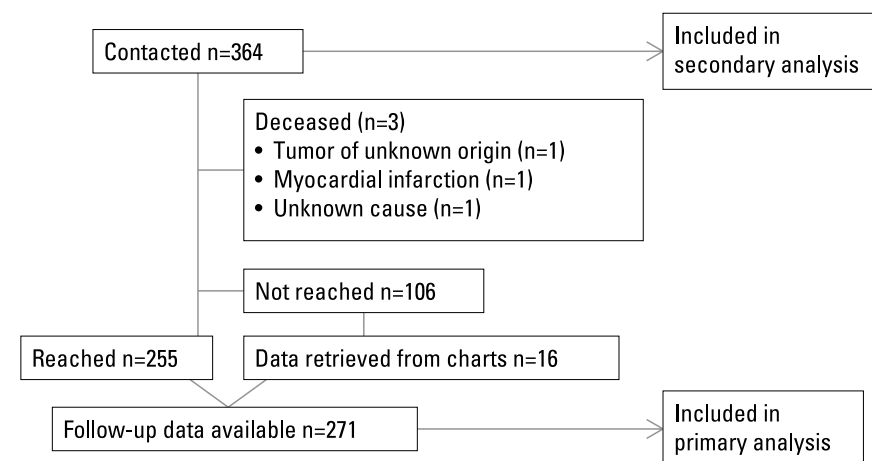 Contacted n=364
Included in
secondary analysis
Deceased (n=3)
• Tumor of unknown origin (n=1)
• Myocardial infarction (n=1)
• Unknown cause (n=1)
Not reached n=106
Reached n=255
Data retrieved from charts n=16
Follow-up data available n=271
Included in
primary analysis